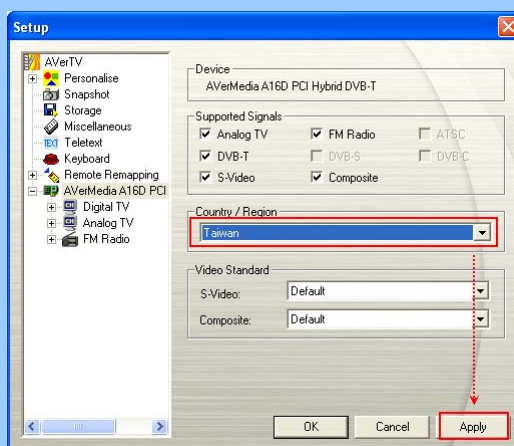 Setup
AVerTV
Personalise
Snapshot
Storage
Miscellaneous
TEXT Teletext
Keyboard
Remote Remapping
AVerMedia A16D PCI
CH Digital TV
CH Analog TV
FM Radio
Device
AVerMedia A16D PCI Hybrid DVB-T
Supported Signals
Analog TV
FM Radio
ATSC
DVB-T
DVB-S
DVB-C
S-Video
Composite
Country / Region
Taiwan
Video Standard
S-Video:
Default
Composite:
Default
OK
Cancel
Apply